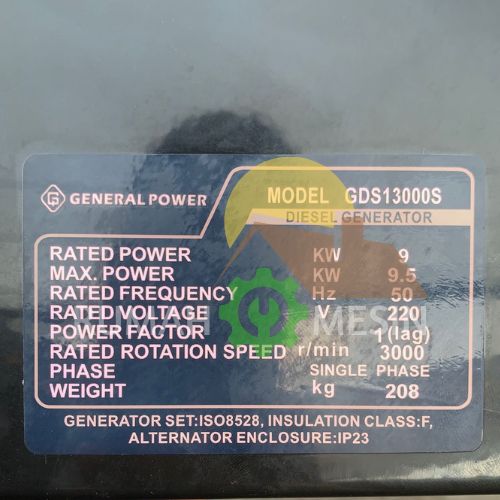 GENERAL POWER
MODEL GDS13000S
DIESEL GENERATOR
RATED POWER KW 9
MAX. POWER KW 9.5
RATED FREQUENCY Hz 50
RATED VOLTAGE V 220
POWER FACTOR 1(lag)
RATED ROTATION SPEED r/min 3000
PHASE SINGLE PHASE
WEIGHT kg 208
GENERATOR SET:ISO8528, INSULATION CLASS:F,
ALTERNATOR ENCLOSURE:IP23
MESIN